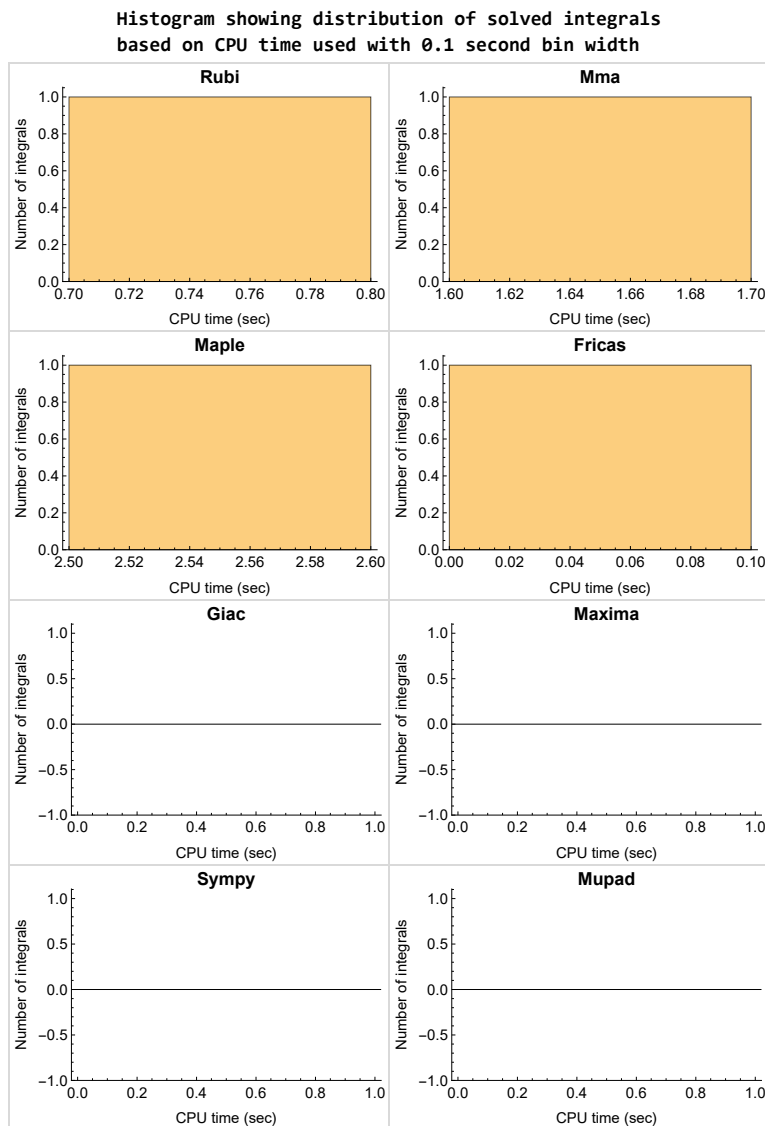 Histogram showing distribution of solved integrals
based on CPU time used with 0.1 second bin width
Rubi
Number of integrals
1.0
0.8
0.6
0.4
0.2
0.0
0.70 0.72 0.74 0.76 0.78 0.80
CPU time (sec)
Mma
Number of integrals
1.0
0.8
0.6
0.4
0.2
0.0
1.60 1.62 1.64 1.66 1.68 1.70
CPU time (sec)
Maple
Number of integrals
1.0
0.8
0.6
0.4
0.2
0.0
2.50 2.52 2.54 2.56 2.58 2.60
CPU time (sec)
Fricas
Number of integrals
1.0
0.8
0.6
0.4
0.2
0.0
0.00 0.02 0.04 0.06 0.08 0.10
CPU time (sec)
Giac
Number of integrals
1.0
0.5
0.0
−0.5
−1.0
0.0 0.2 0.4 0.6 0.8 1.0
CPU time (sec)
Maxima
Number of integrals
1.0
0.5
0.0
−0.5
−1.0
0.0 0.2 0.4 0.6 0.8 1.0
CPU time (sec)
Sympy
Number of integrals
1.0
0.5
0.0
−0.5
−1.0
0.0 0.2 0.4 0.6 0.8 1.0
CPU time (sec)
Mupad
Number of integrals
1.0
0.5
0.0
−0.5
−1.0
0.0 0.2 0.4 0.6 0.8 1.0
CPU time (sec)